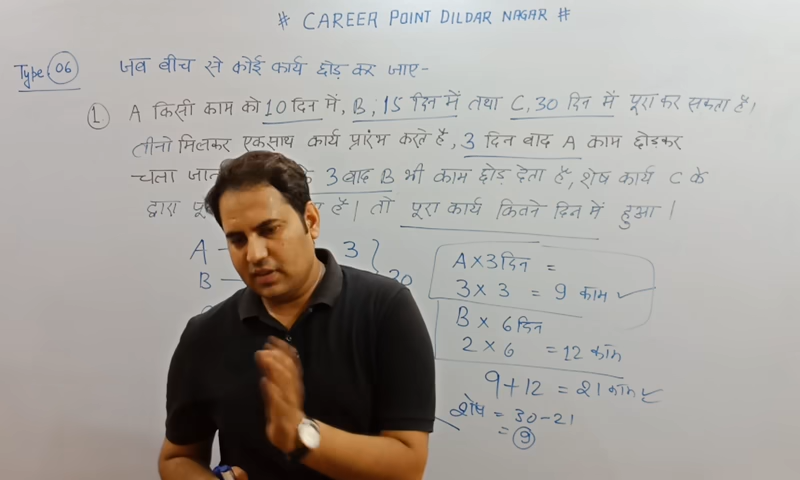 # CAREER POINT DILDAR NAGAR #
Type 06 जब बीच से कोई कार्य छोड़ कर जाए-
1. A किसी काम को 10 दिन में, B, 15 दिन में तथा C, 30 दिन में पूरा कर सकता है।
तीनो मिलकर एकसाथ कार्य प्रारंभ करते है, 3 दिन बाद A काम छोड़कर
चला 3 बाद B भी काम छोड़ देता है, शेष कार्य C के
द्वारा है। तो पूरा कार्य कितने दिन में हुआ।
A - 3
B - 30
A × 3 दिन =
3 × 3 = 9 काम
B × 6 दिन
2 × 6 = 12 काम
9 + 12 = 21 काम
शेष = 30 - 21
= 9